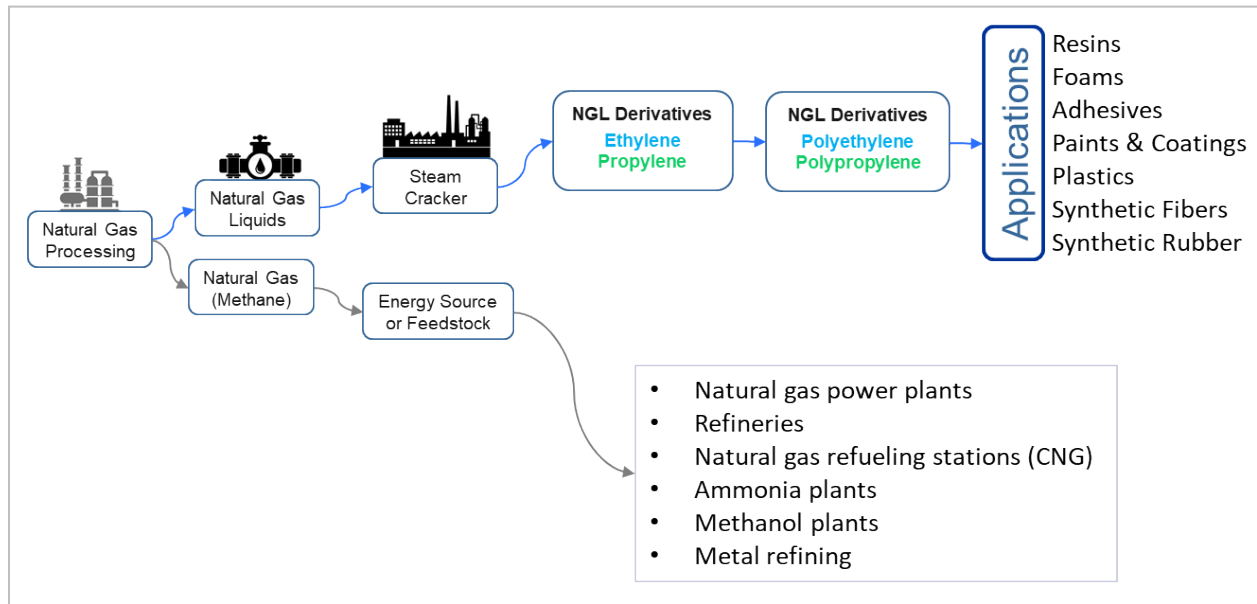 Natural Gas
Processing
Natural Gas
Liquids
Steam
Cracker
NGL Derivatives
Ethylene
Propylene
NGL Derivatives
Polyethylene
Polypropylene
Applications
Resins
Foams
Adhesives
Paints & Coatings
Plastics
Synthetic Fibers
Synthetic Rubber
Natural Gas
(Methane)
Energy Source
or Feedstock
• Natural gas power plants
• Refineries
• Natural gas refueling stations (CNG)
• Ammonia plants
• Methanol plants
• Metal refining